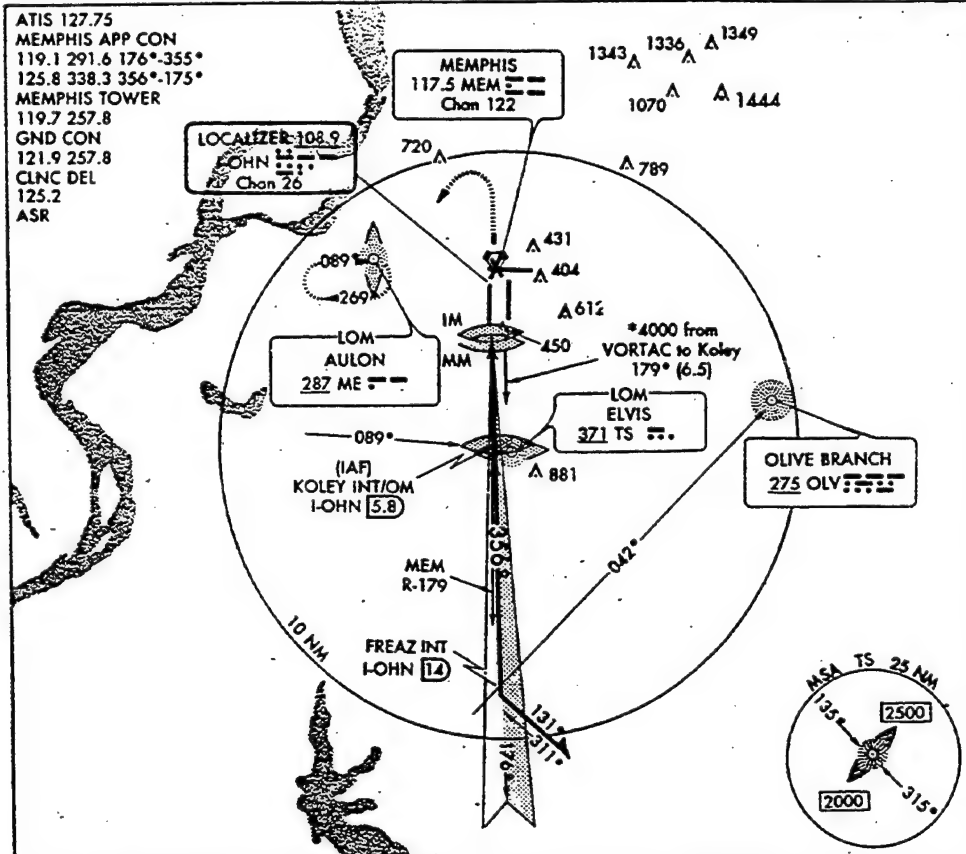 ATIS 127.75
MEMPHIS APP CON
119.1 291.6 176°-355°
125.8 338.3 356°-175°
MEMPHIS TOWER
119.7 257.8
GND CON
121.9 257.8
CLNC DEL
125.2
ASR
MEMPHIS
117.5 MEM
Chan 122
1343
1336
1349
1070
1444
LOCALIZER 108.9
OHN
Chan 26
720
789
431
404
612
450
089°
269°
IM
MM
LOM
AULON
287 ME
*4000 from
VORTAC to Koley
179° (6.5)
LOM
ELVIS
371 TS
089°
(IAF)
KOLEY INT/OM
I-OHN 5.8
881
OLIVE BRANCH
275 OLV
356°
042°
MEM
R-179
10 NM
FREAZ INT
I-OHN 14
131°
311°
176°
MSA TS 25 NM
135°
2500
2000
315°